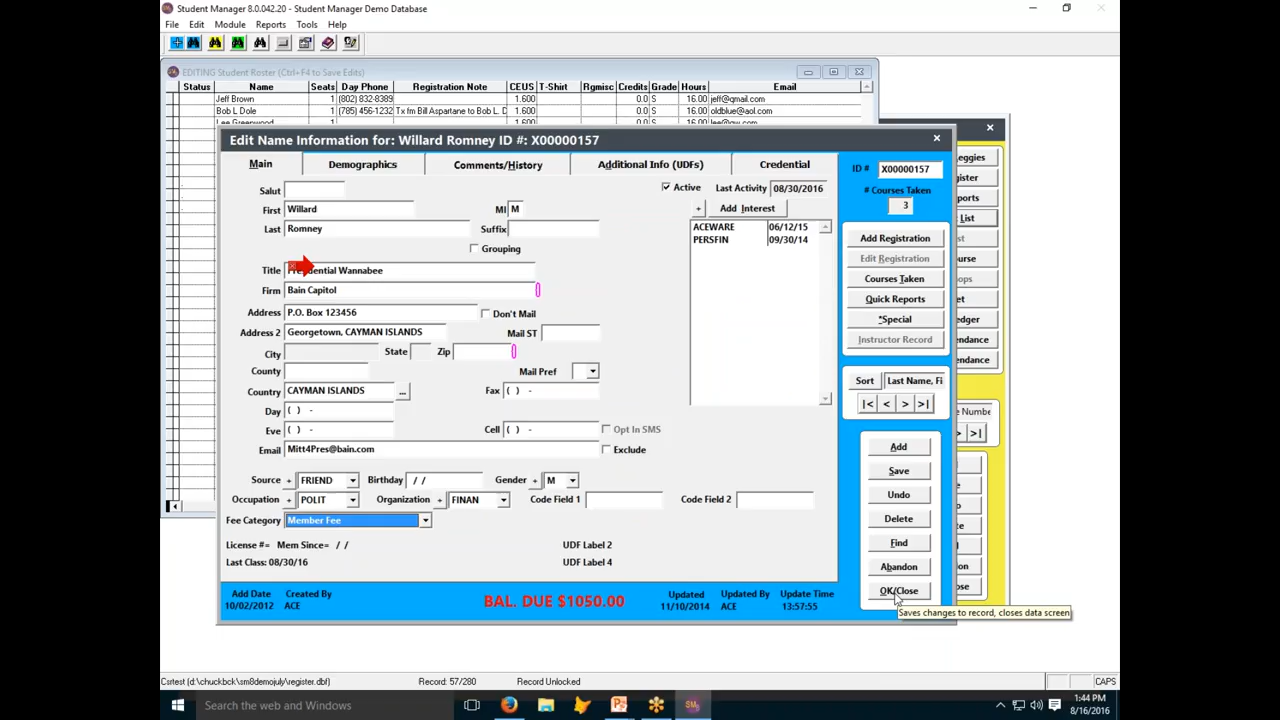 Student Manager 8.0.042.20 - Student Manager Demo Database
File Edit Module Reports Tools Help
EDITING Student Roster (Ctrl+F4 to Save Edits)
Status Name Seats Day Phone Registration Note CEUS T-Shirt Rgmisc Credits Grade Hours Email
Jeff Brown 1 (802) 832-8389 1.600 0.0 S 16.00 jeff@qmail.com
Bob L Dole 1 (785) 456-1232 Tx fm Bill Aspartane to Bob L. D 1.600 0.0 S 16.00 oldblue@aol.com
Edit Name Information for: Willard Romney ID #: X00000157
Main Demographics Comments/History Additional Info (UDFs) Credential
ID # X00000157
Salut
Active Last Activity 08/30/2016
# Courses Taken
3
First Willard MI M
+ Add Interest
Last Romney Suffix
ACEWARE 06/12/15
PERSFIN 09/30/14
Grouping
Title Presidential Wannabee
Firm Bain Capitol
Address P.O. Box 123456 Don't Mail
Address 2 Georgetown, CAYMAN ISLANDS Mail ST
City State Zip
County Mail Pref
Country CAYMAN ISLANDS ... Fax ( ) -
Day ( ) -
Eve ( ) - Cell ( ) - Opt In SMS
Email Mitt4Pres@bain.com Exclude
Source + FRIEND Birthday / / Gender + M
Occupation + POLIT Organization + FINAN Code Field 1 Code Field 2
Fee Category Member Fee
License #= Mem Since= / / UDF Label 2
Last Class: 08/30/16 UDF Label 4
Add Date Created By
10/02/2012 ACE
BAL. DUE $1050.00
Updated Updated By Update Time
11/10/2014 ACE 13:57:55
Add Registration
Edit Registration
Courses Taken
Quick Reports
*Special
Instructor Record
Sort Last Name, Fi
|< < > >|
Add
Save
Undo
Delete
Find
Abandon
OK/Close
Saves changes to record, closes data screen
Csrtest (d:\chuckbck\sm8demojuly\register.dbf) Record: 57/280 Record Unlocked CAPS
Search the web and Windows
1:44 PM
8/16/2016